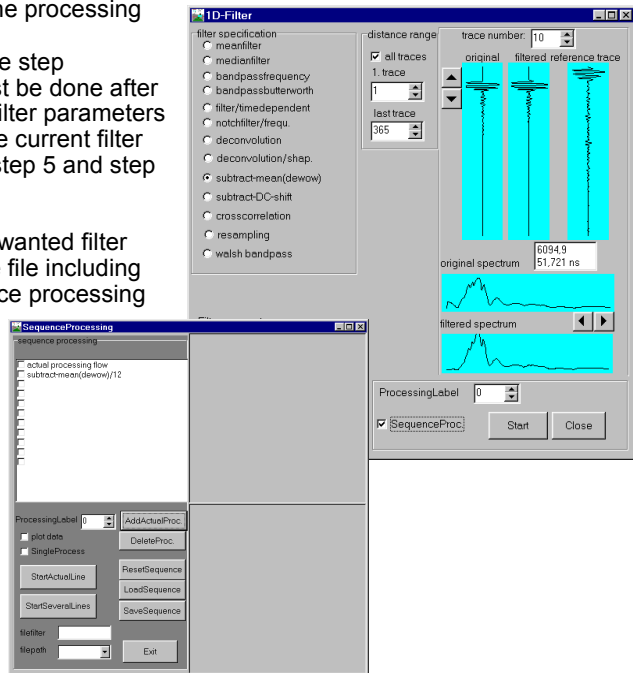 ne processing
e step
st be done after
filter parameters
e current filter
step 5 and step
wanted filter
e file including
nce processing
1D-Filter
filter specification
meanfilter
medianfilter
bandpassfrequency
bandpassbutterworth
filter/timedependent
notchfilter/frequ.
deconvolution
deconvolution/shap.
subtract-mean(dewow)
subtract-DC-shift
crosscorrelation
resampling
walsh bandpass
distance range
all traces
1. trace
1
last trace
365
trace number: 10
original filtered reference trace
6094,9
51,721 ns
original spectrum
filtered spectrum
ProcessingLabel 0
SequenceProc. Start Close
SequenceProcessing
sequence processing
actual processing flow
subtract-mean(dewow)/12
ProcessingLabel 0 AddActualProc.
plot data
DeleteProc.
SingleProcess
ResetSequence
StartActualLine
LoadSequence
StartSeveralLines
SaveSequence
filefilter
filepath
Exit